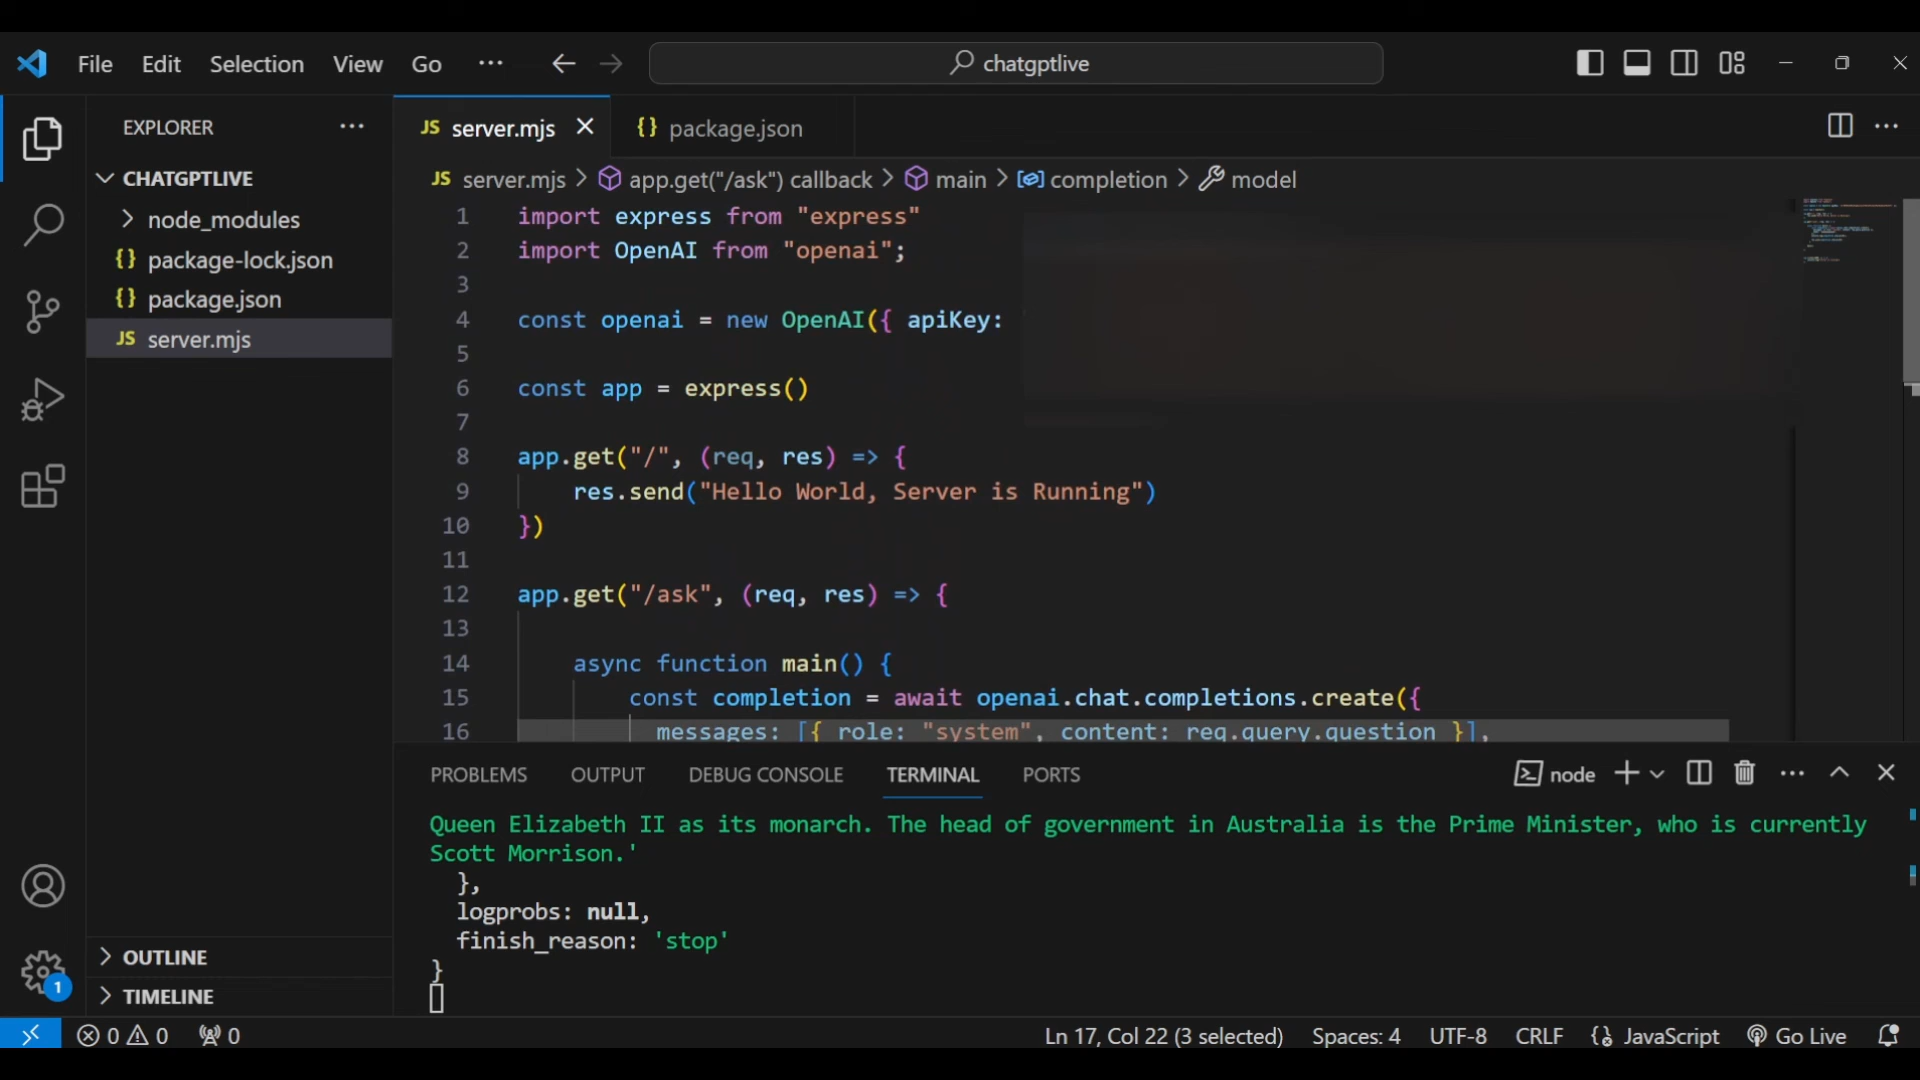 File Edit Selection View Go ··· chatgptlive
EXPLORER ···
CHATGPTLIVE
node_modules
{} package-lock.json
{} package.json
JS server.mjs
OUTLINE
TIMELINE
1
JS server.mjs {} package.json ···
JS server.mjs > app.get("/ask") callback > main > completion > model
1 import express from "express"
2 import OpenAI from "openai";
3
4 const openai = new OpenAI({ apiKey:
5
6 const app = express()
7
8 app.get("/", (req, res) => {
9 res.send("Hello World, Server is Running")
10 })
11
12 app.get("/ask", (req, res) => {
13
14 async function main() {
15 const completion = await openai.chat.completions.create({
16 messages: [{ role: "system", content: req.query.question }],
PROBLEMS OUTPUT DEBUG CONSOLE TERMINAL PORTS node ···
Queen Elizabeth II as its monarch. The head of government in Australia is the Prime Minister, who is currently
Scott Morrison.'
},
logprobs: null,
finish_reason: 'stop'
}
0 0 0 Ln 17, Col 22 (3 selected) Spaces: 4 UTF-8 CRLF {} JavaScript Go Live